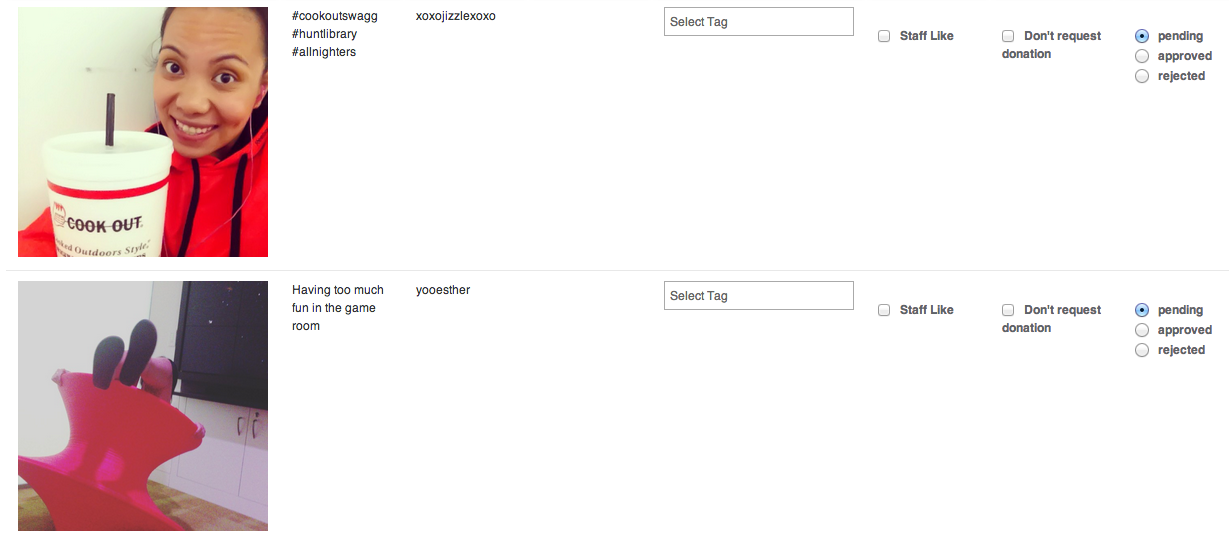 #cookoutswagg
#huntlibrary
#allnighters
xoxojizzlexoxo
Select Tag
Staff Like
Don't request
donation
pending
approved
rejected
COOK OUT
Outdoors Style
Having too much
fun in the game
room
yooesther
Select Tag
Staff Like
Don't request
donation
pending
approved
rejected